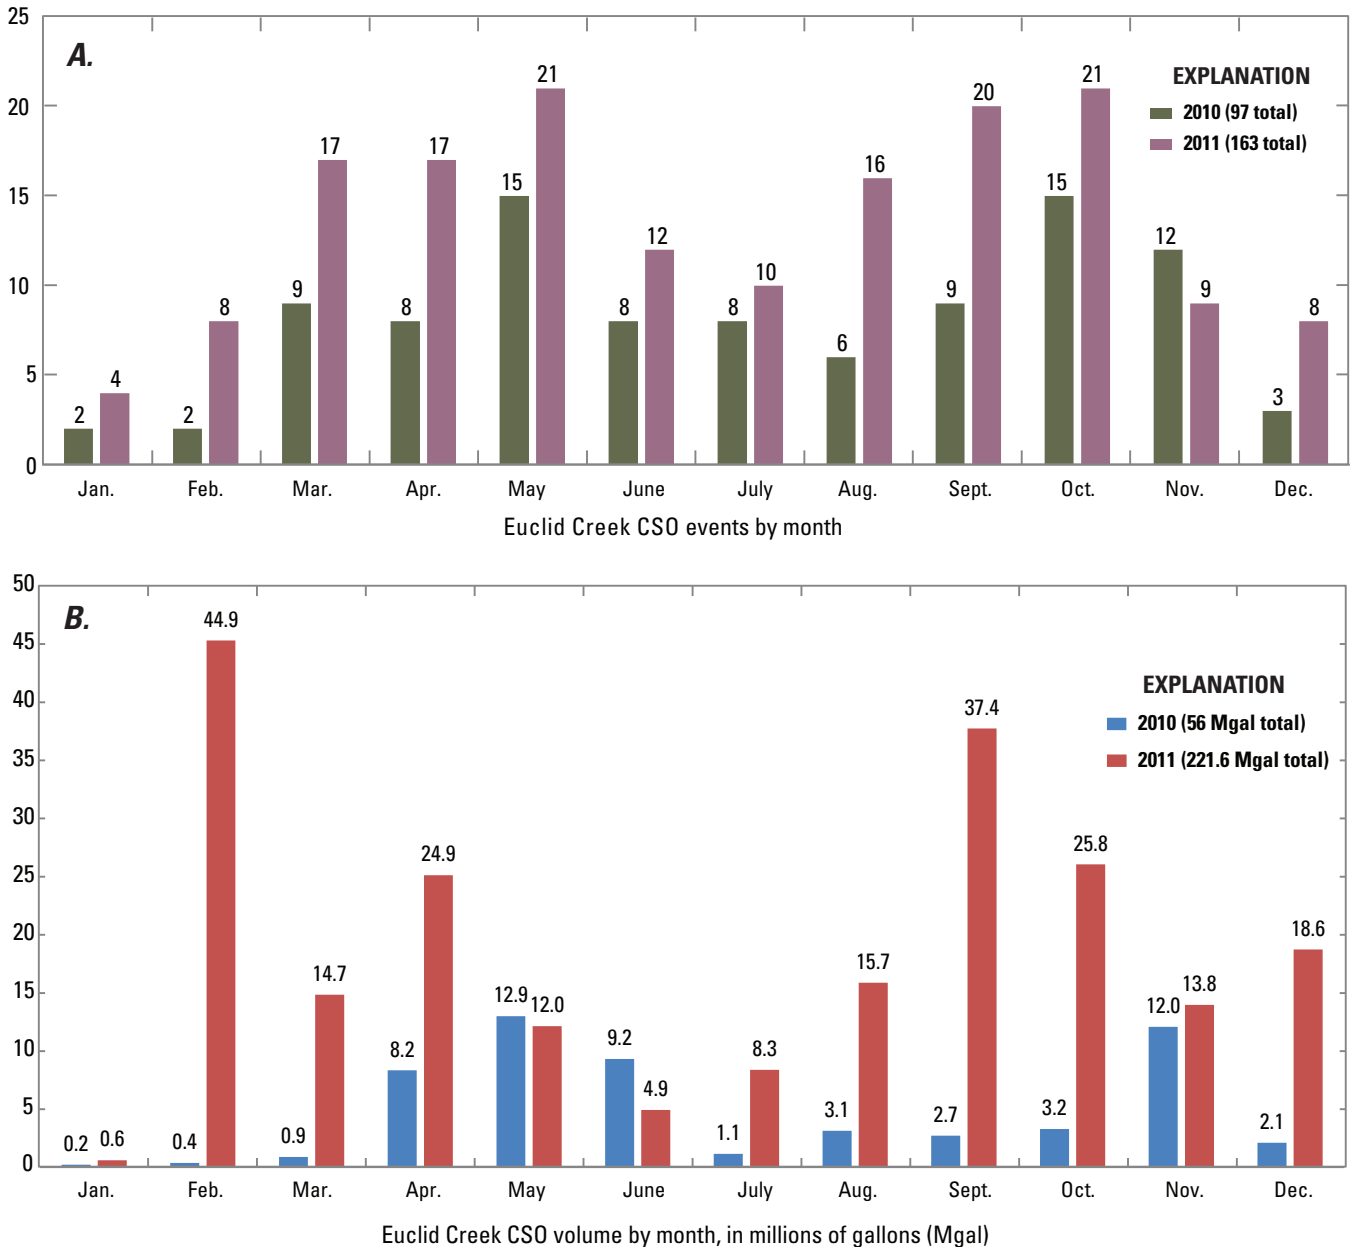 25
A.
EXPLANATION
2010 (97 total)
2011 (163 total)
20
15
10
5
0
2 4 2 8 9 17 8 17 15 21 8 12 8 10 6 16 9 20 15 21 12 9 3 8
Jan. Feb. Mar. Apr. May June July Aug. Sept. Oct. Nov. Dec.
Euclid Creek CSO events by month
50
B.
EXPLANATION
2010 (56 Mgal total)
2011 (221.6 Mgal total)
45
40
35
30
25
20
15
10
5
0
0.2 0.6 0.4 44.9 0.9 14.7 8.2 24.9 12.9 12.0 9.2 4.9 1.1 8.3 3.1 15.7 2.7 37.4 3.2 25.8 12.0 13.8 2.1 18.6
Jan. Feb. Mar. Apr. May June July Aug. Sept. Oct. Nov. Dec.
Euclid Creek CSO volume by month, in millions of gallons (Mgal)